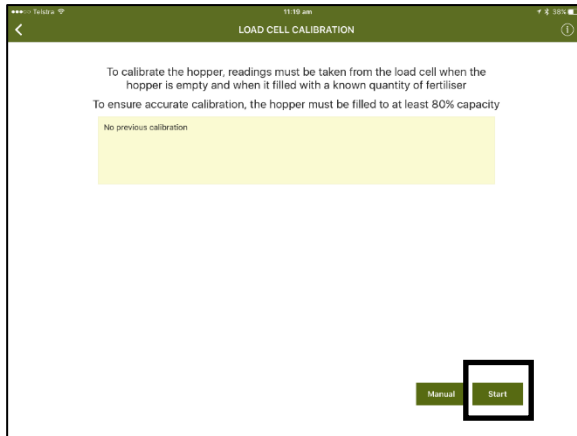 Telstra
11:19 am
38%
LOAD CELL CALIBRATION
To calibrate the hopper, readings must be taken from the load cell when the
hopper is empty and when it filled with a known quantity of fertiliser
To ensure accurate calibration, the hopper must be filled to at least 80% capacity
No previous calibration
Manual
Start